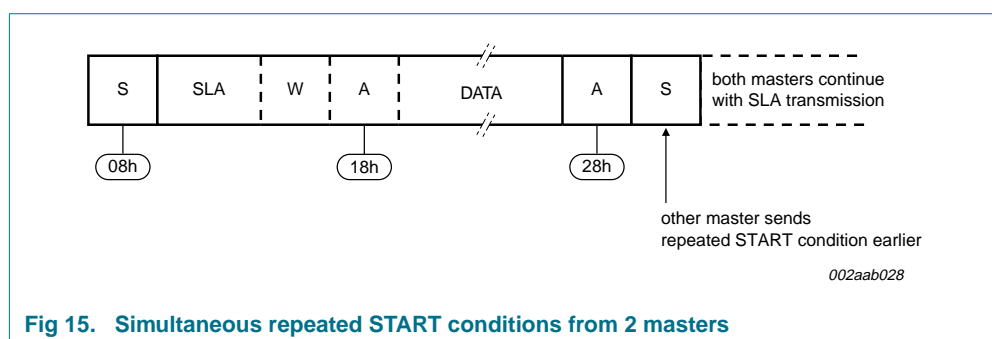 S SLA W A DATA A S
both masters continue
with SLA transmission
08h 18h 28h
other master sends
repeated START condition earlier
002aab028
Fig 15. Simultaneous repeated START conditions from 2 masters